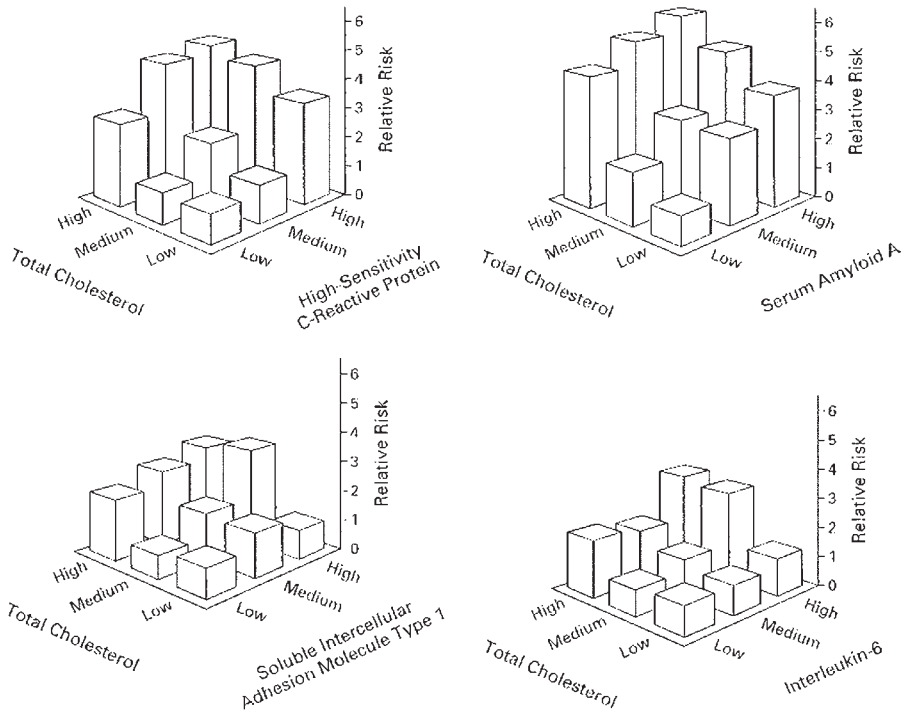 6
5
4
3
2
1
0
Relative Risk
High
Medium
Low
Total Cholesterol
Low
Medium
High
High-Sensitivity
C-Reactive Protein
6
5
4
3
2
1
0
Relative Risk
High
Medium
Low
Total Cholesterol
Low
Medium
High
Serum Amyloid A
6
5
4
3
2
1
0
Relative Risk
High
Medium
Low
Total Cholesterol
Low
Medium
High
Soluble Intercellular
Adhesion Molecule Type 1
6
5
4
3
2
1
0
Relative Risk
High
Medium
Low
Total Cholesterol
Low
Medium
High
Interleukin-6